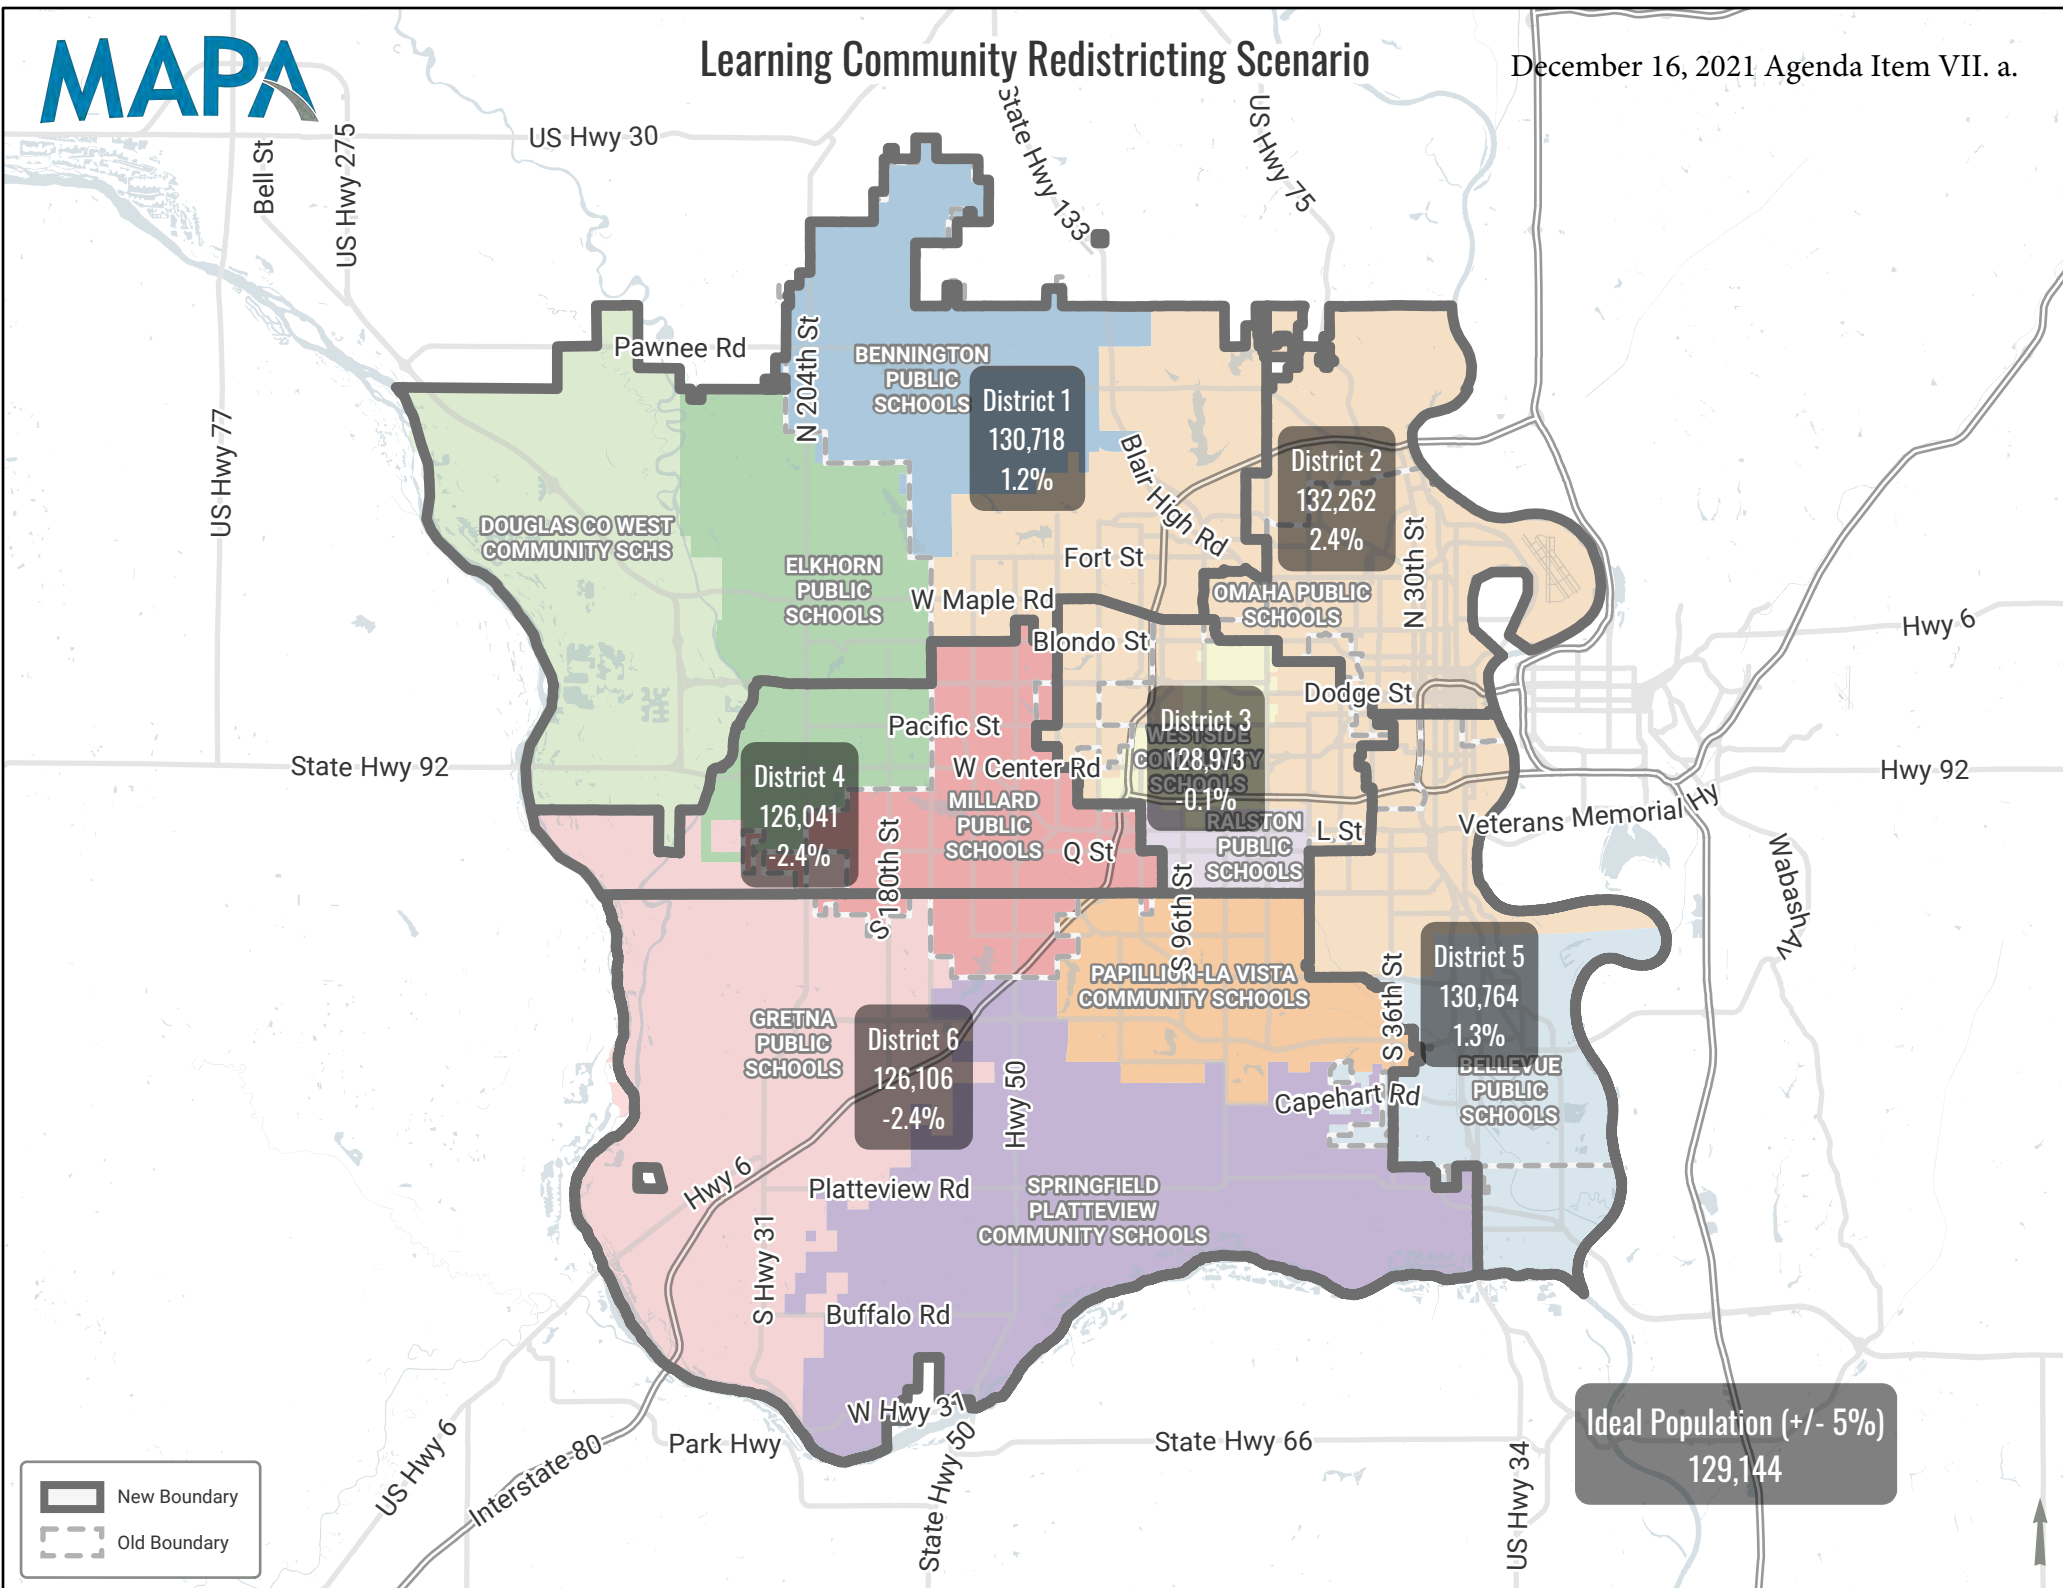 MAPA
Learning Community Redistricting Scenario
December 16, 2021 Agenda Item VII. a.
US Hwy 30
Bell St
US Hwy 275
State Hwy 133
US Hwy 75
Pawnee Rd
N 204th St
BENNINGTON
PUBLIC
SCHOOLS
District 1
130,718
1.2%
Blair High Rd
District 2
132,262
2.4%
US Hwy 77
DOUGLAS CO WEST
COMMUNITY SCHS
ELKHORN
PUBLIC
SCHOOLS
Fort St
N 30th St
W Maple Rd
OMAHA PUBLIC
SCHOOLS
Blondo St
Hwy 6
Dodge St
Pacific St
District 3
128,973
-0.1%
WESTSIDE
COMMUNITY
SCHOOLS
State Hwy 92
District 4
126,041
-2.4%
W Center Rd
Hwy 92
MILLARD
PUBLIC
SCHOOLS
RALSTON
PUBLIC
SCHOOLS
L St
Veterans Memorial Hy
Q St
S 180th St
S 96th St
Wabash Av
PAPILLION-LA VISTA
COMMUNITY SCHOOLS
S 36th St
District 5
130,764
1.3%
GRETNA
PUBLIC
SCHOOLS
District 6
126,106
-2.4%
Hwy 50
BELLEVUE
PUBLIC
SCHOOLS
Capehart Rd
Hwy 6
Platteview Rd
SPRINGFIELD
PLATTEVIEW
COMMUNITY SCHOOLS
S Hwy 31
Buffalo Rd
W Hwy 31
US Hwy 6
Interstate 80
Park Hwy
State Hwy 50
State Hwy 66
US Hwy 34
Ideal Population (+/- 5%)
129,144
New Boundary
Old Boundary